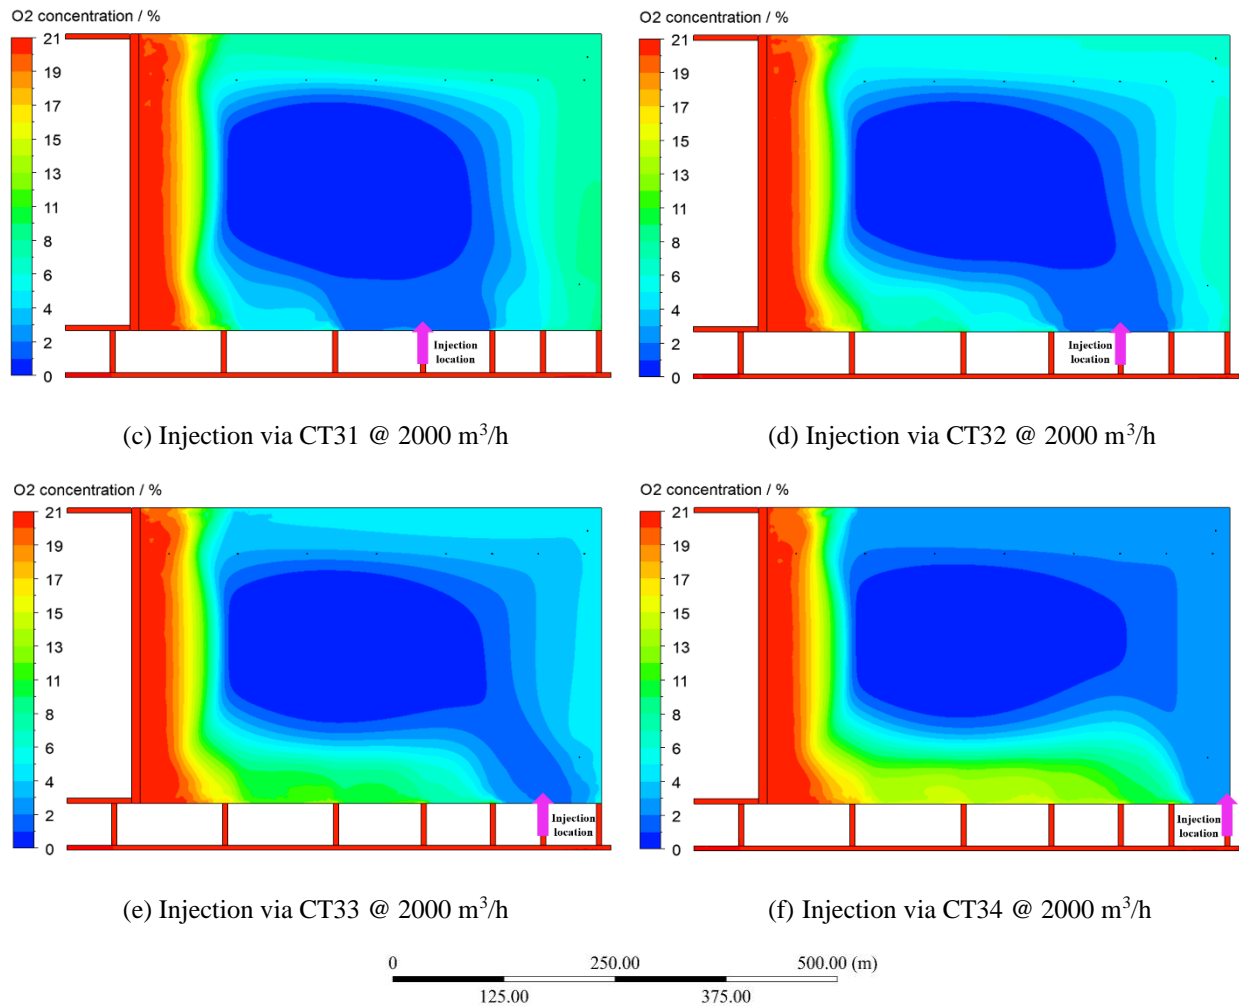 O2 concentration / %
21
19
17
15
13
11
9
8
6
4
2
0
Injection
location
(c) Injection via CT31 @ 2000 m³/h
O2 concentration / %
21
19
17
15
13
11
9
8
6
4
2
0
Injection
location
(d) Injection via CT32 @ 2000 m³/h
O2 concentration / %
21
19
17
15
13
11
9
8
6
4
2
0
Injection
location
(e) Injection via CT33 @ 2000 m³/h
O2 concentration / %
21
19
17
15
13
11
9
8
6
4
2
0
Injection
location
(f) Injection via CT34 @ 2000 m³/h
0 250.00 500.00 (m)
125.00 375.00